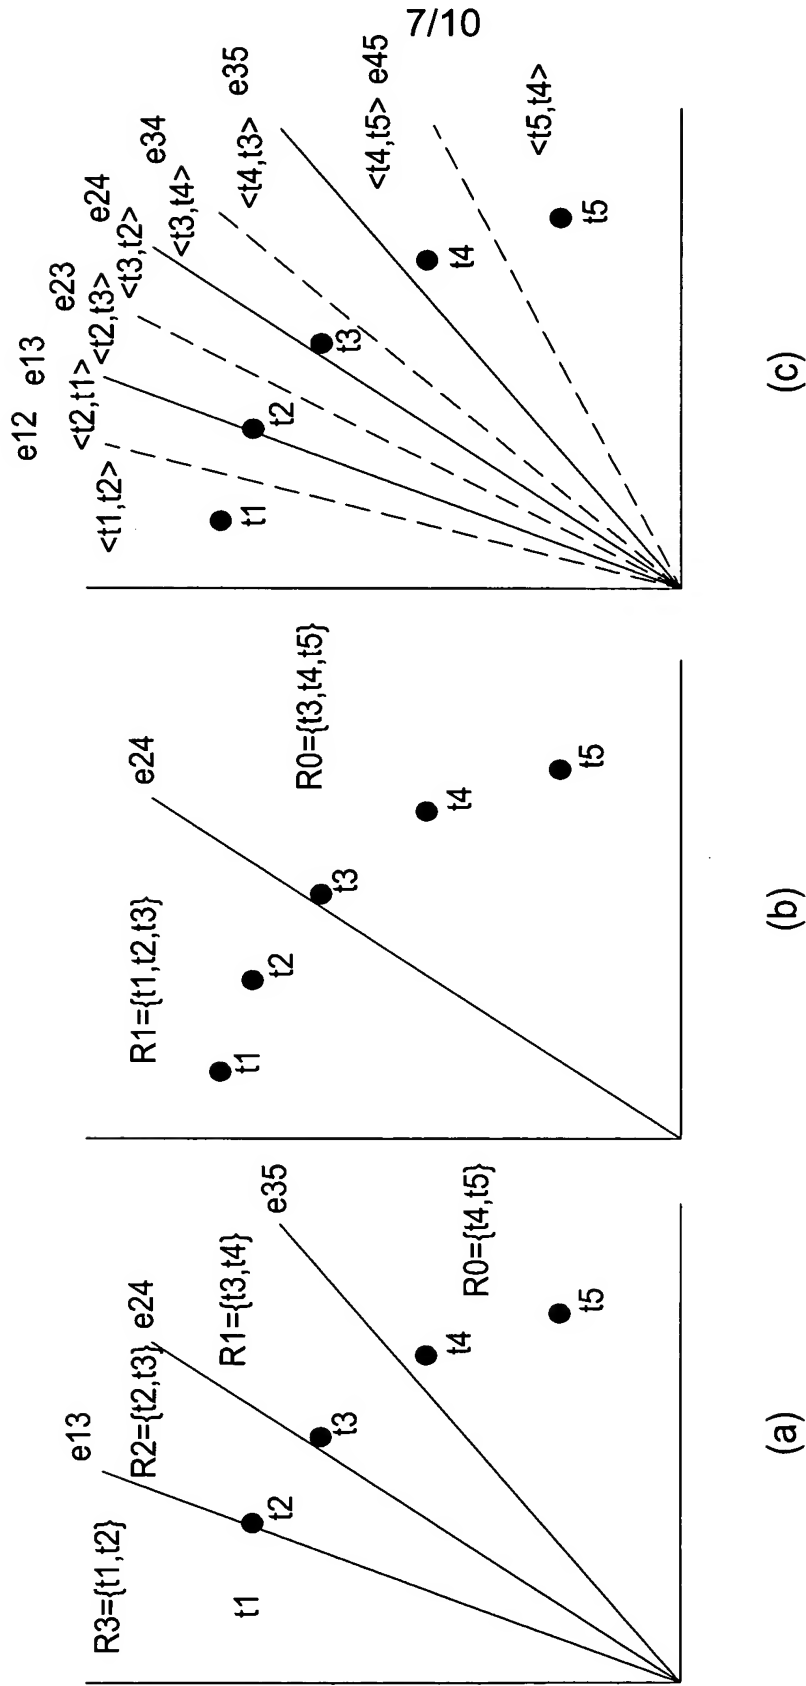 7/10
R3={t1,t2}
e13
R2={t2,t3}
e24
R1={t3,t4}
e35
R0={t4,t5}
t1
t2
t3
t4
t5
(a)
R1={t1,t2,t3}
e24
R0={t3,t4,t5}
t1
t2
t3
t4
t5
(b)
e12
e13
e23
e24
e34
e35
e45
<t1,t2>
<t2,t1>
<t2,t3>
<t3,t2>
<t3,t4>
<t4,t3>
<t4,t5>
<t5,t4>
t1
t2
t3
t4
t5
(c)